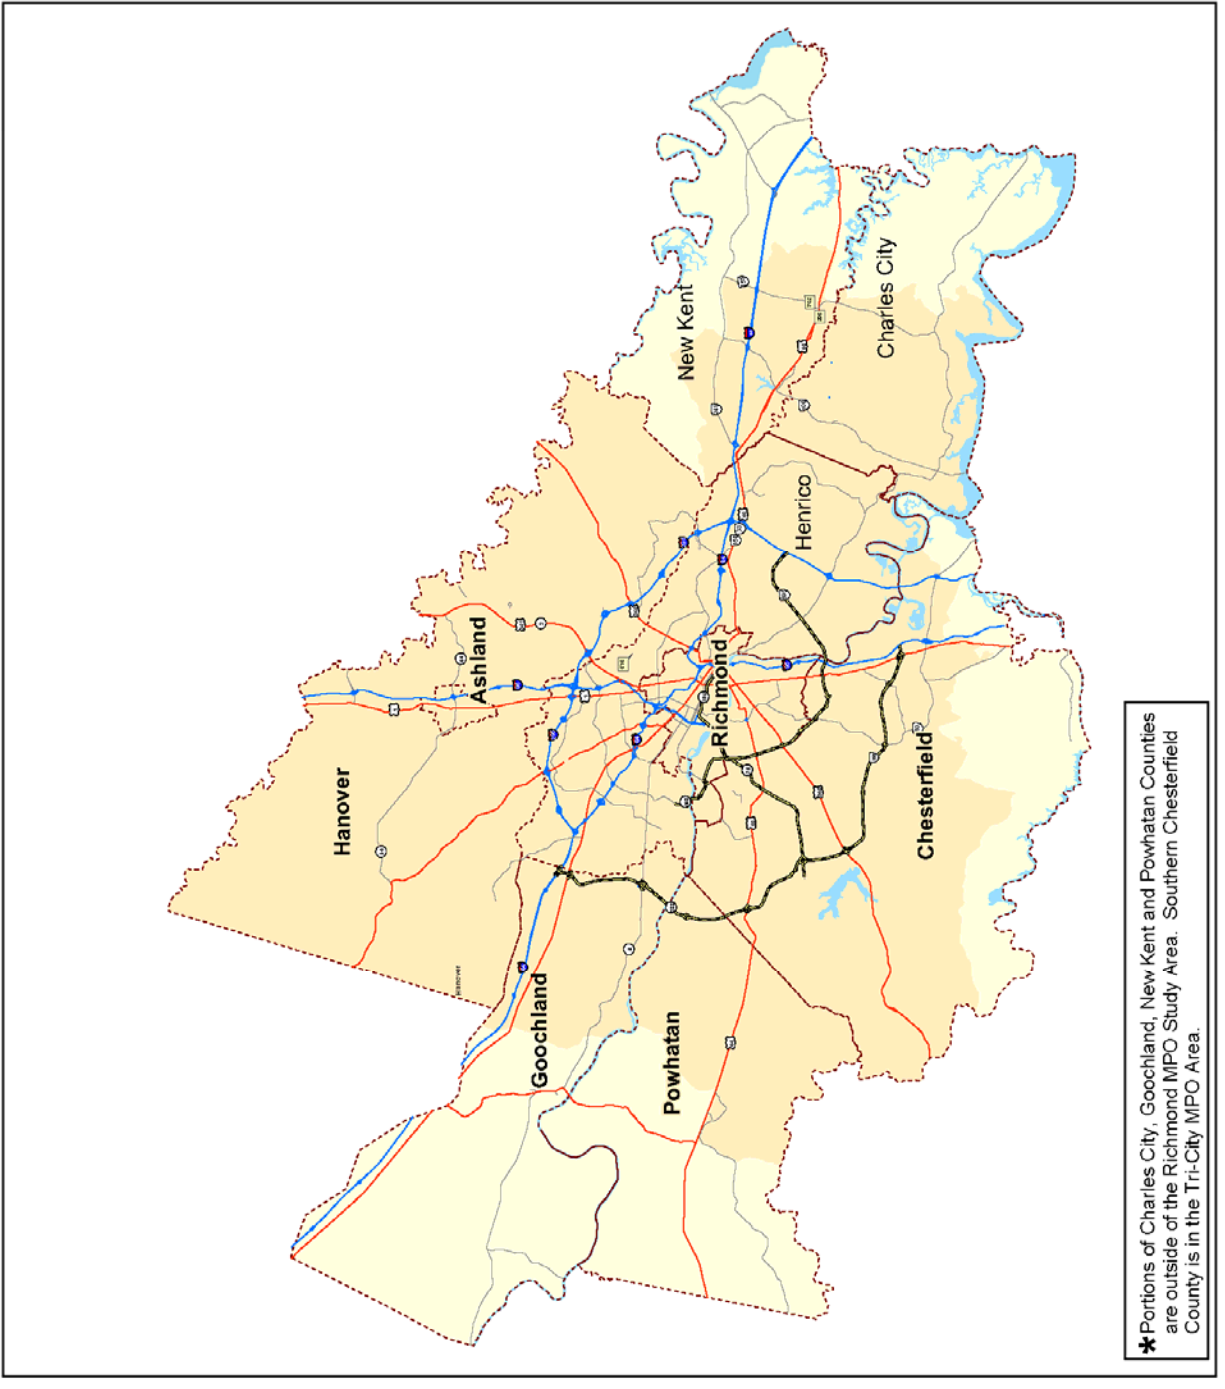 Hanover
Ashland
New Kent
Charles City
Henrico
Richmond
Hanover
Goochland
Powhatan
Chesterfield
*Portions of Charles City, Goochland, New Kent and Powhatan Counties
are outside of the Richmond MPO Study Area. Southern Chesterfield
County is in the Tri-City MPO Area.